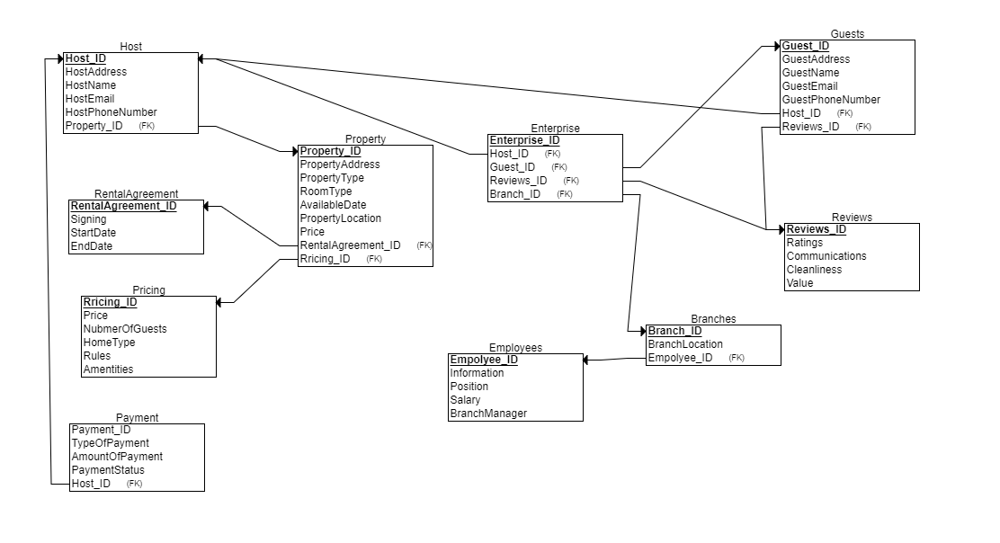 Host
Host_ID
HostAddress
HostName
HostEmail
HostPhoneNumber
Property_ID (FK)
Guests
Guest_ID
GuestAddress
GuestName
GuestEmail
GuestPhoneNumber
Host_ID (FK)
Reviews_ID (FK)
Enterprise
Enterprise_ID
Host_ID (FK)
Guest_ID (FK)
Reviews_ID (FK)
Branch_ID (FK)
Property
Property_ID
PropertyAddress
PropertyType
RoomType
AvailableDate
PropertyLocation
Price
RentalAgreement_ID (FK)
Rricing_ID (FK)
RentalAgreement
RentalAgreement_ID
Signing
StartDate
EndDate
Reviews
Reviews_ID
Ratings
Communications
Cleanliness
Value
Pricing
Rricing_ID
Price
NubmerOfGuests
HomeType
Rules
Amentities
Branches
Branch_ID
BranchLocation
Empolyee_ID (FK)
Employees
Empolyee_ID
Information
Position
Salary
BranchManager
Payment
Payment_ID
TypeOfPayment
AmountOfPayment
PaymentStatus
Host_ID (FK)